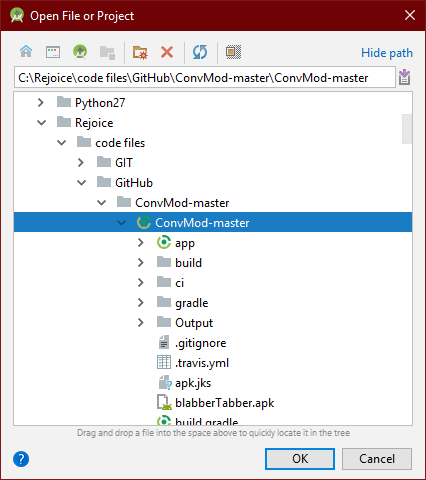 Open File or Project
Hide path
C:\Rejoice\code files\GitHub\ConvMod-master\ConvMod-master
Python27
Rejoice
code files
GIT
GitHub
ConvMod-master
ConvMod-master
app
build
ci
gradle
Output
.gitignore
.travis.yml
apk.jks
blabberTabber.apk
build.gradle
Drag and drop a file into the space above to quickly locate it in the tree
?
OK
Cancel